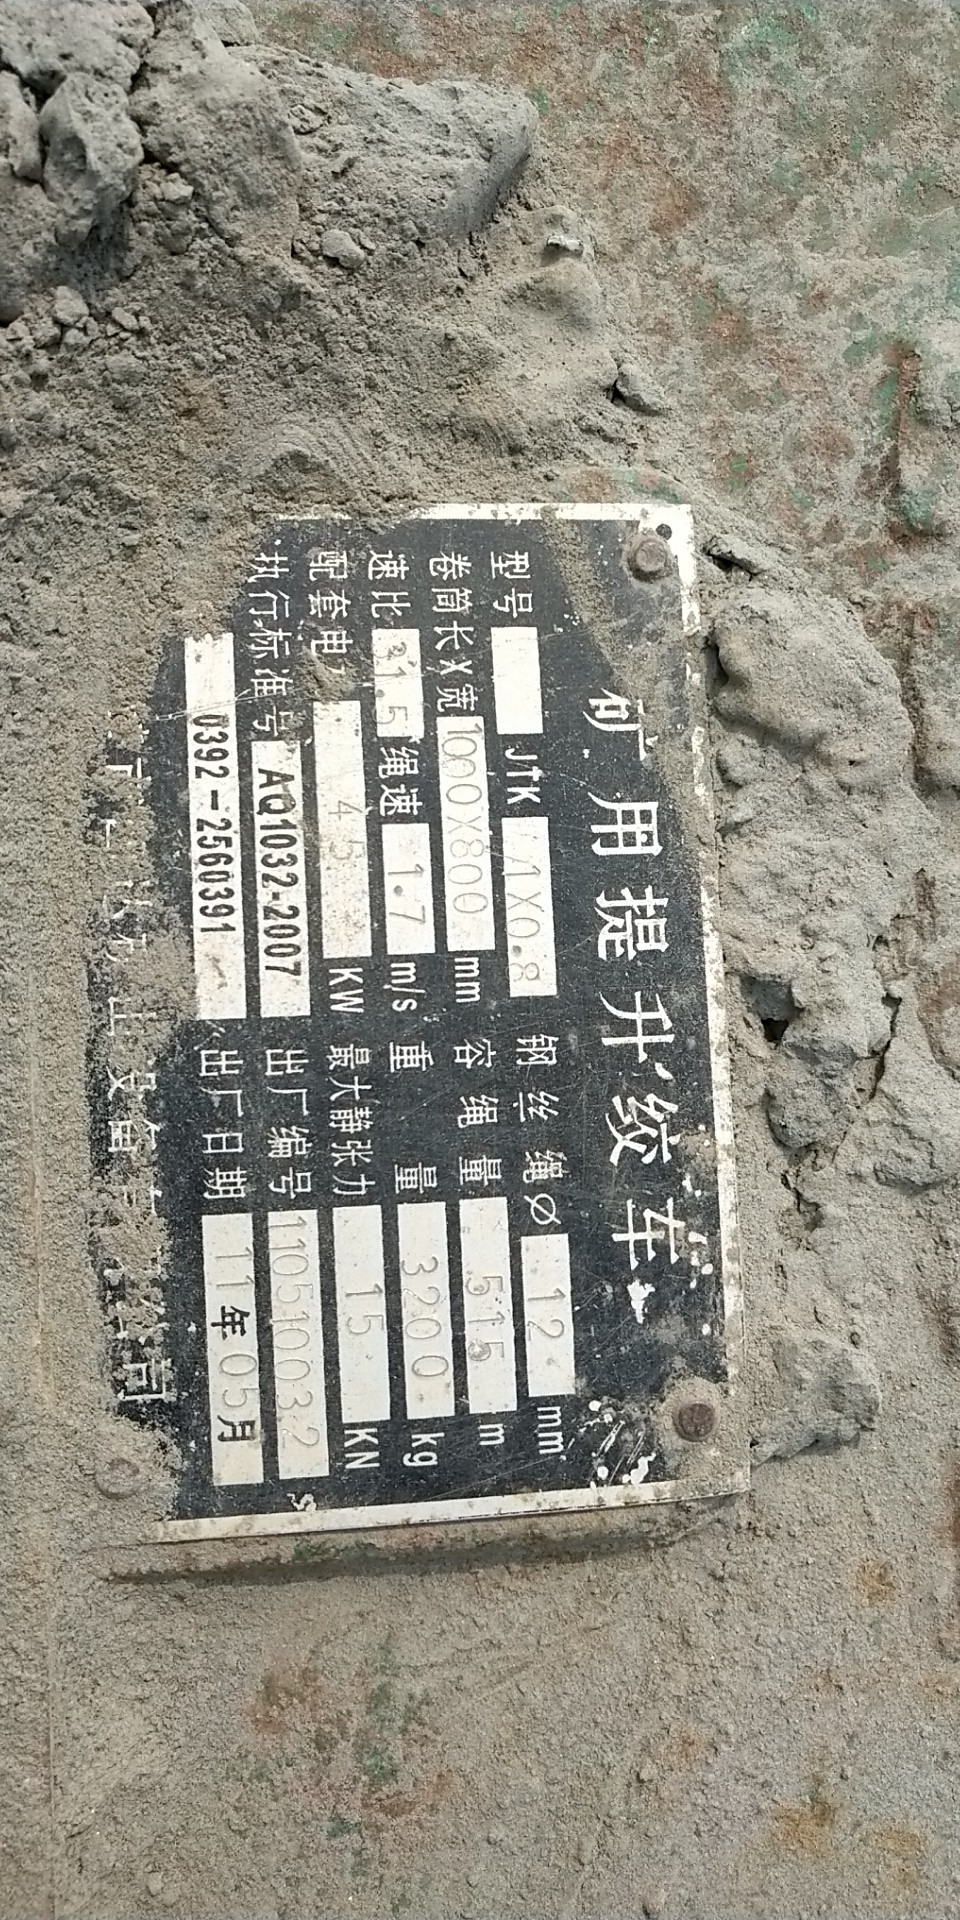 矿用提升绞车
型号 JTK 1X0.8 钢丝绳Ø 12 mm
卷筒长X宽 1000X800 mm 容绳量 515 m
速比 31.5 绳速 1.7 m/s 重量 3200 kg
配套电 45 KW 最大静张力 15 KN
执行标准号 AQ1032-2007 出厂编号 110510032
0392-2560391 出厂日期 11年05月
公司